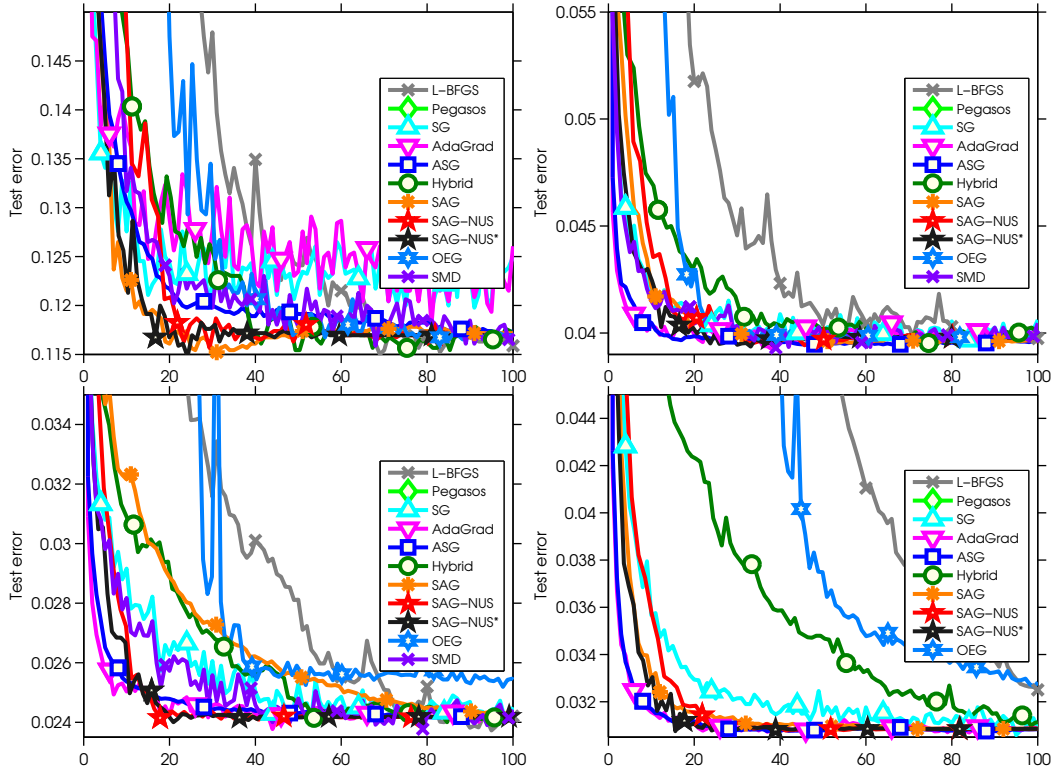 0.145
0.14
0.135
0.13
0.125
0.12
0.115
Test error
0 20 40 60 80 100
L-BFGS
Pegasos
SG
AdaGrad
ASG
Hybrid
SAG
SAG-NUS
SAG-NUS*
OEG
SMD
0.055
0.05
0.045
0.04
Test error
0 20 40 60 80 100
L-BFGS
Pegasos
SG
AdaGrad
ASG
Hybrid
SAG
SAG-NUS
SAG-NUS*
OEG
SMD
0.034
0.032
0.03
0.028
0.026
0.024
Test error
0 20 40 60 80 100
L-BFGS
Pegasos
SG
AdaGrad
ASG
Hybrid
SAG
SAG-NUS
SAG-NUS*
OEG
SMD
0.044
0.042
0.04
0.038
0.036
0.034
0.032
Test error
0 20 40 60 80 100
L-BFGS
Pegasos
SG
AdaGrad
ASG
Hybrid
SAG
SAG-NUS
SAG-NUS*
OEG